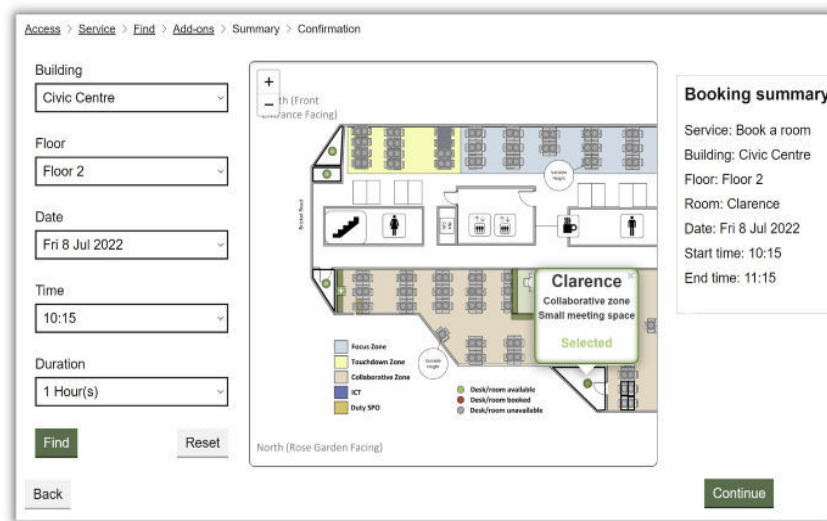 Access > Service > Find > Add-ons > Summary > Confirmation
Building
Civic Centre
Floor
Floor 2
Date
Fri 8 Jul 2022
Time
10:15
Duration
1 Hour(s)
Find
Reset
Back
+
−
th (Front
Entrance Facing)
Variable
Height
Clarence
×
Collaborative zone
Small meeting space
Selected
Focus Zone
Touchdown Zone
Collaborative Zone
ICT
Duty SPO
Variable
Height
Desk/room available
Desk/room booked
Desk/room unavailable
North (Rose Garden Facing)
Booking summary
Service: Book a room
Building: Civic Centre
Floor: Floor 2
Room: Clarence
Date: Fri 8 Jul 2022
Start time: 10:15
End time: 11:15
Continue